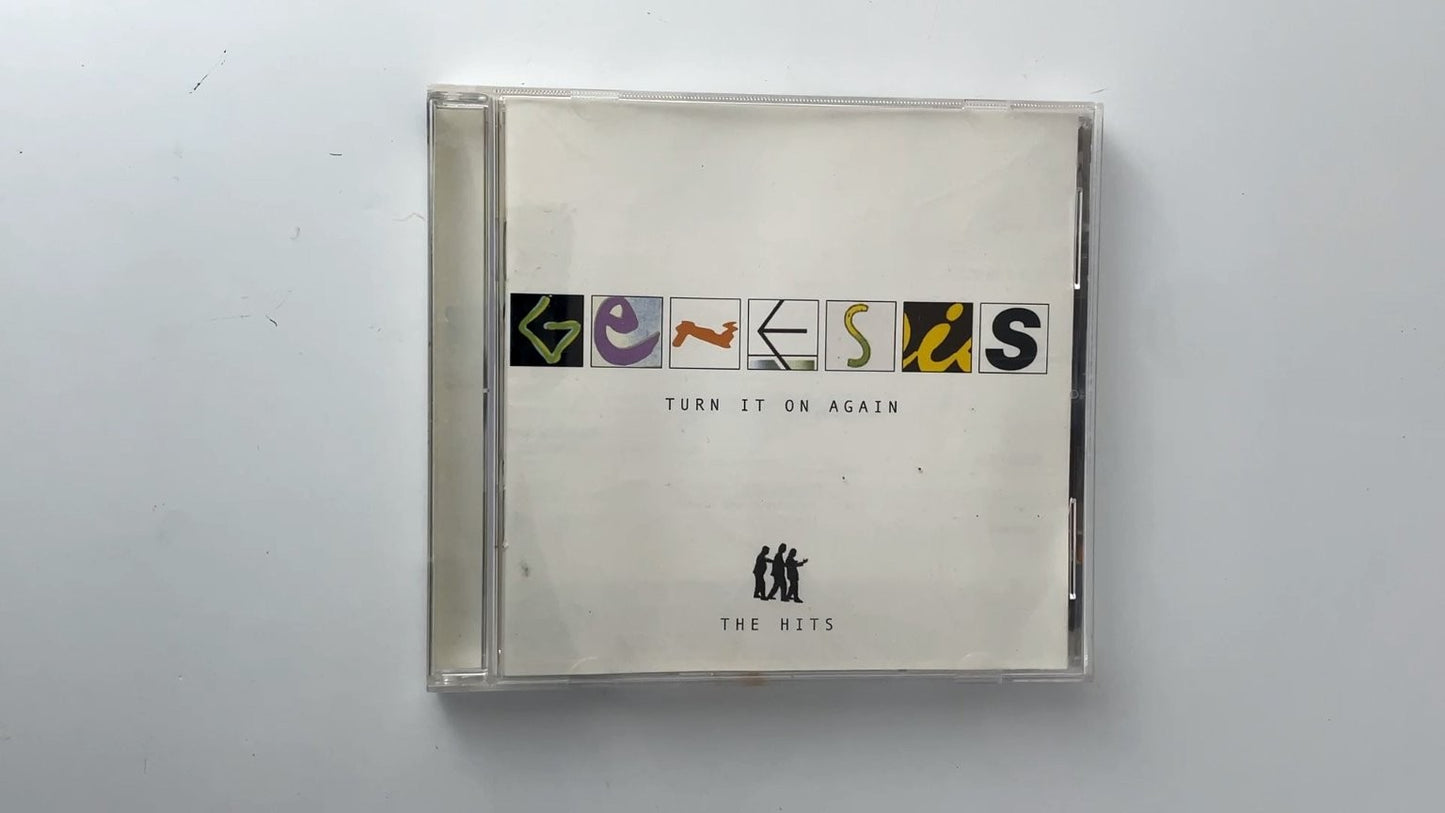 GeNESiS
TURN IT ON AGAIN
THE HITS